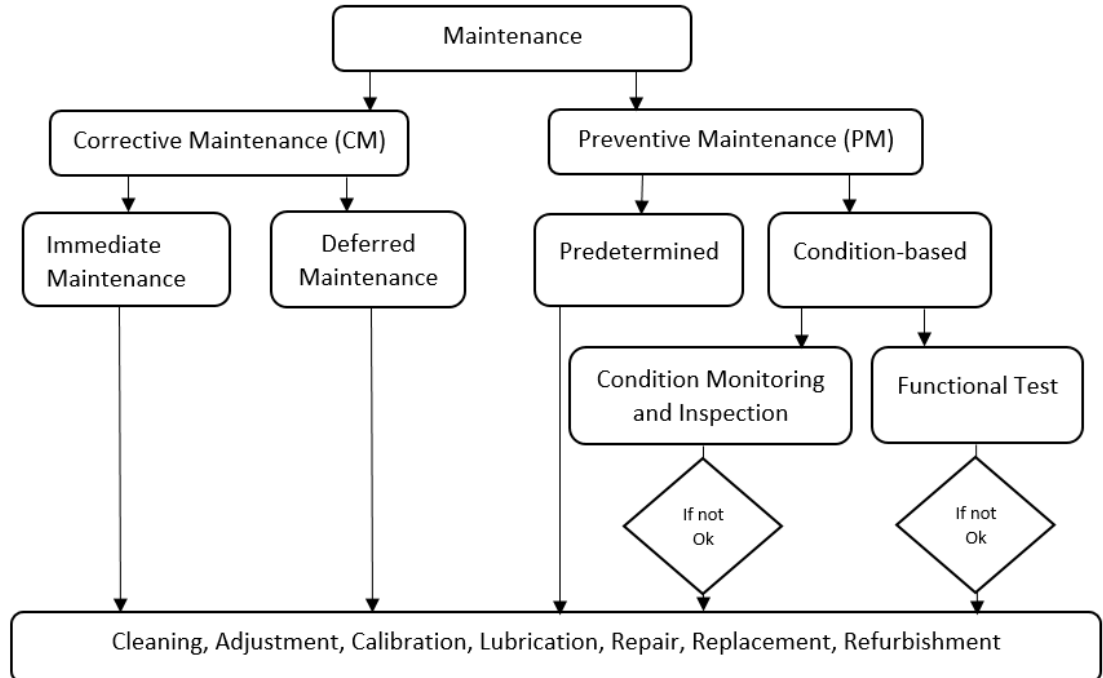 Maintenance
Corrective Maintenance (CM)
Preventive Maintenance (PM)
Immediate
Maintenance
Deferred
Maintenance
Predetermined
Condition-based
Condition Monitoring
and Inspection
Functional Test
If not
Ok
If not
Ok
Cleaning, Adjustment, Calibration, Lubrication, Repair, Replacement, Refurbishment